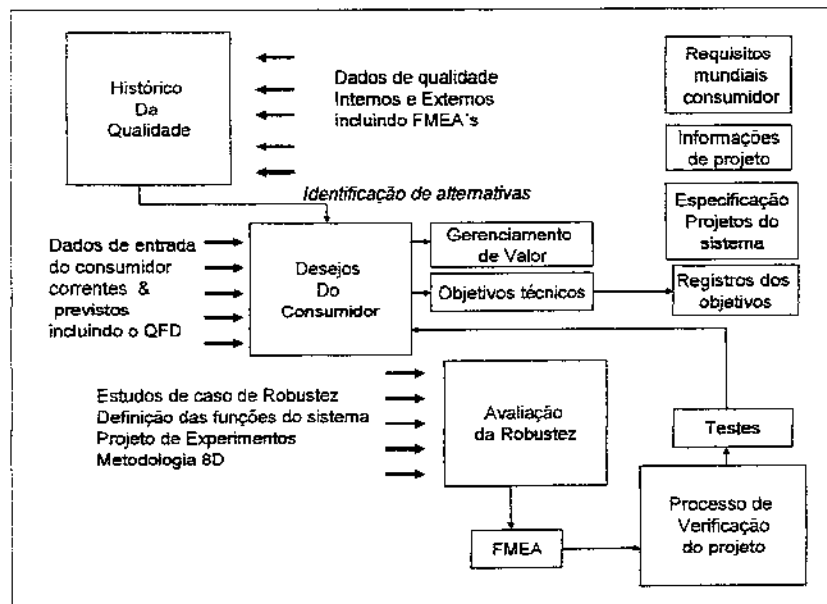 Histórico
Da
Qualidade
Dados de qualidade
Internos e Externos
incluindo FMEA´s
Requisitos
mundiais
consumidor
Informações
de projeto
Identificação de alternativas
Especificação
Projetos do
sistema
Dados de entrada
do consumidor
correntes &
previstos
incluindo o QFD
Desejos
Do
Consumidor
Gerenciamento
de Valor
Objetivos técnicos
Registros dos
objetivos
Estudos de caso de Robustez
Definição das funções do sistema
Projeto de Experimentos
Metodologia 8D
Avaliação
da Robustez
Testes
FMEA
Processo de
Verificação
do projeto